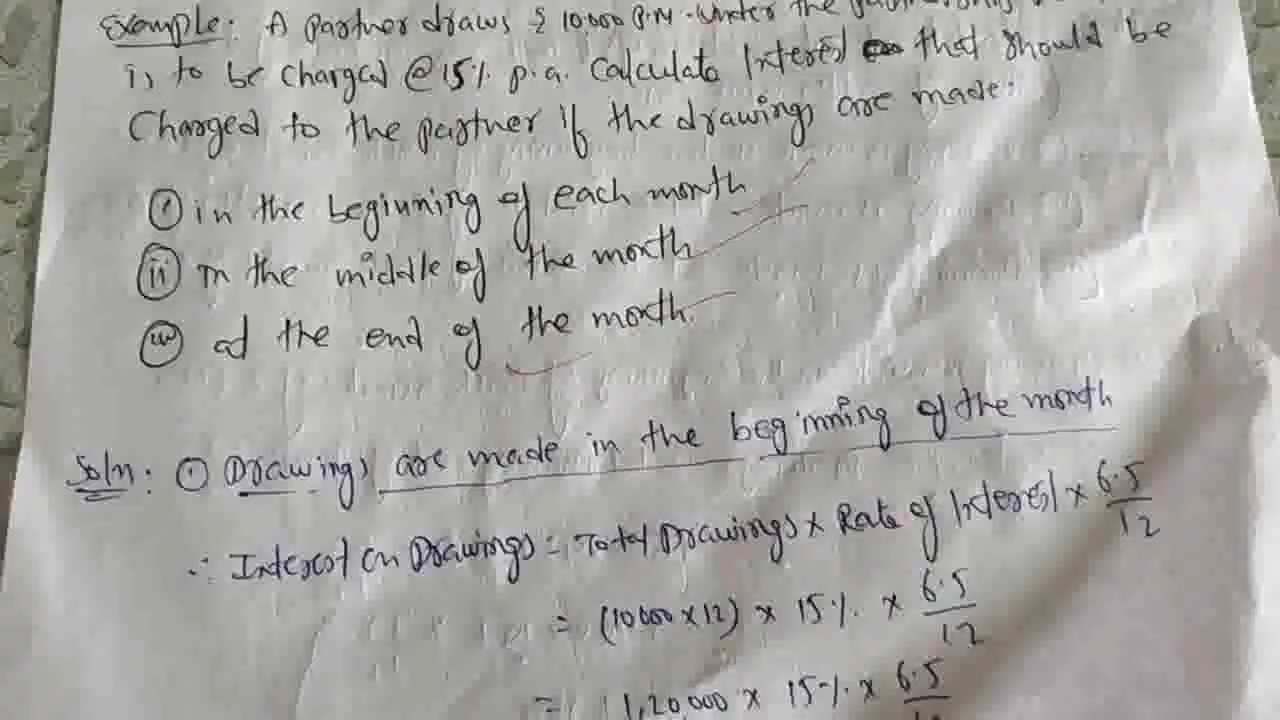 Example: A partner draws ₹ 10,000 P.M. Under the
is to be charged @15% p.a. Calculate Interest that should be
Charged to the partner if the drawings are made:
(i) in the beginning of each month
(ii) in the middle of the month
(iii) at the end of the month.
Soln: (i) Drawings are made in the beginning of the month
∴ Interest on Drawings = Total Drawings x Rate of Interest x 6.5/12
= (10000 x 12) x 15% x 6.5/12
= 1,20,000 x 15% x 6.5